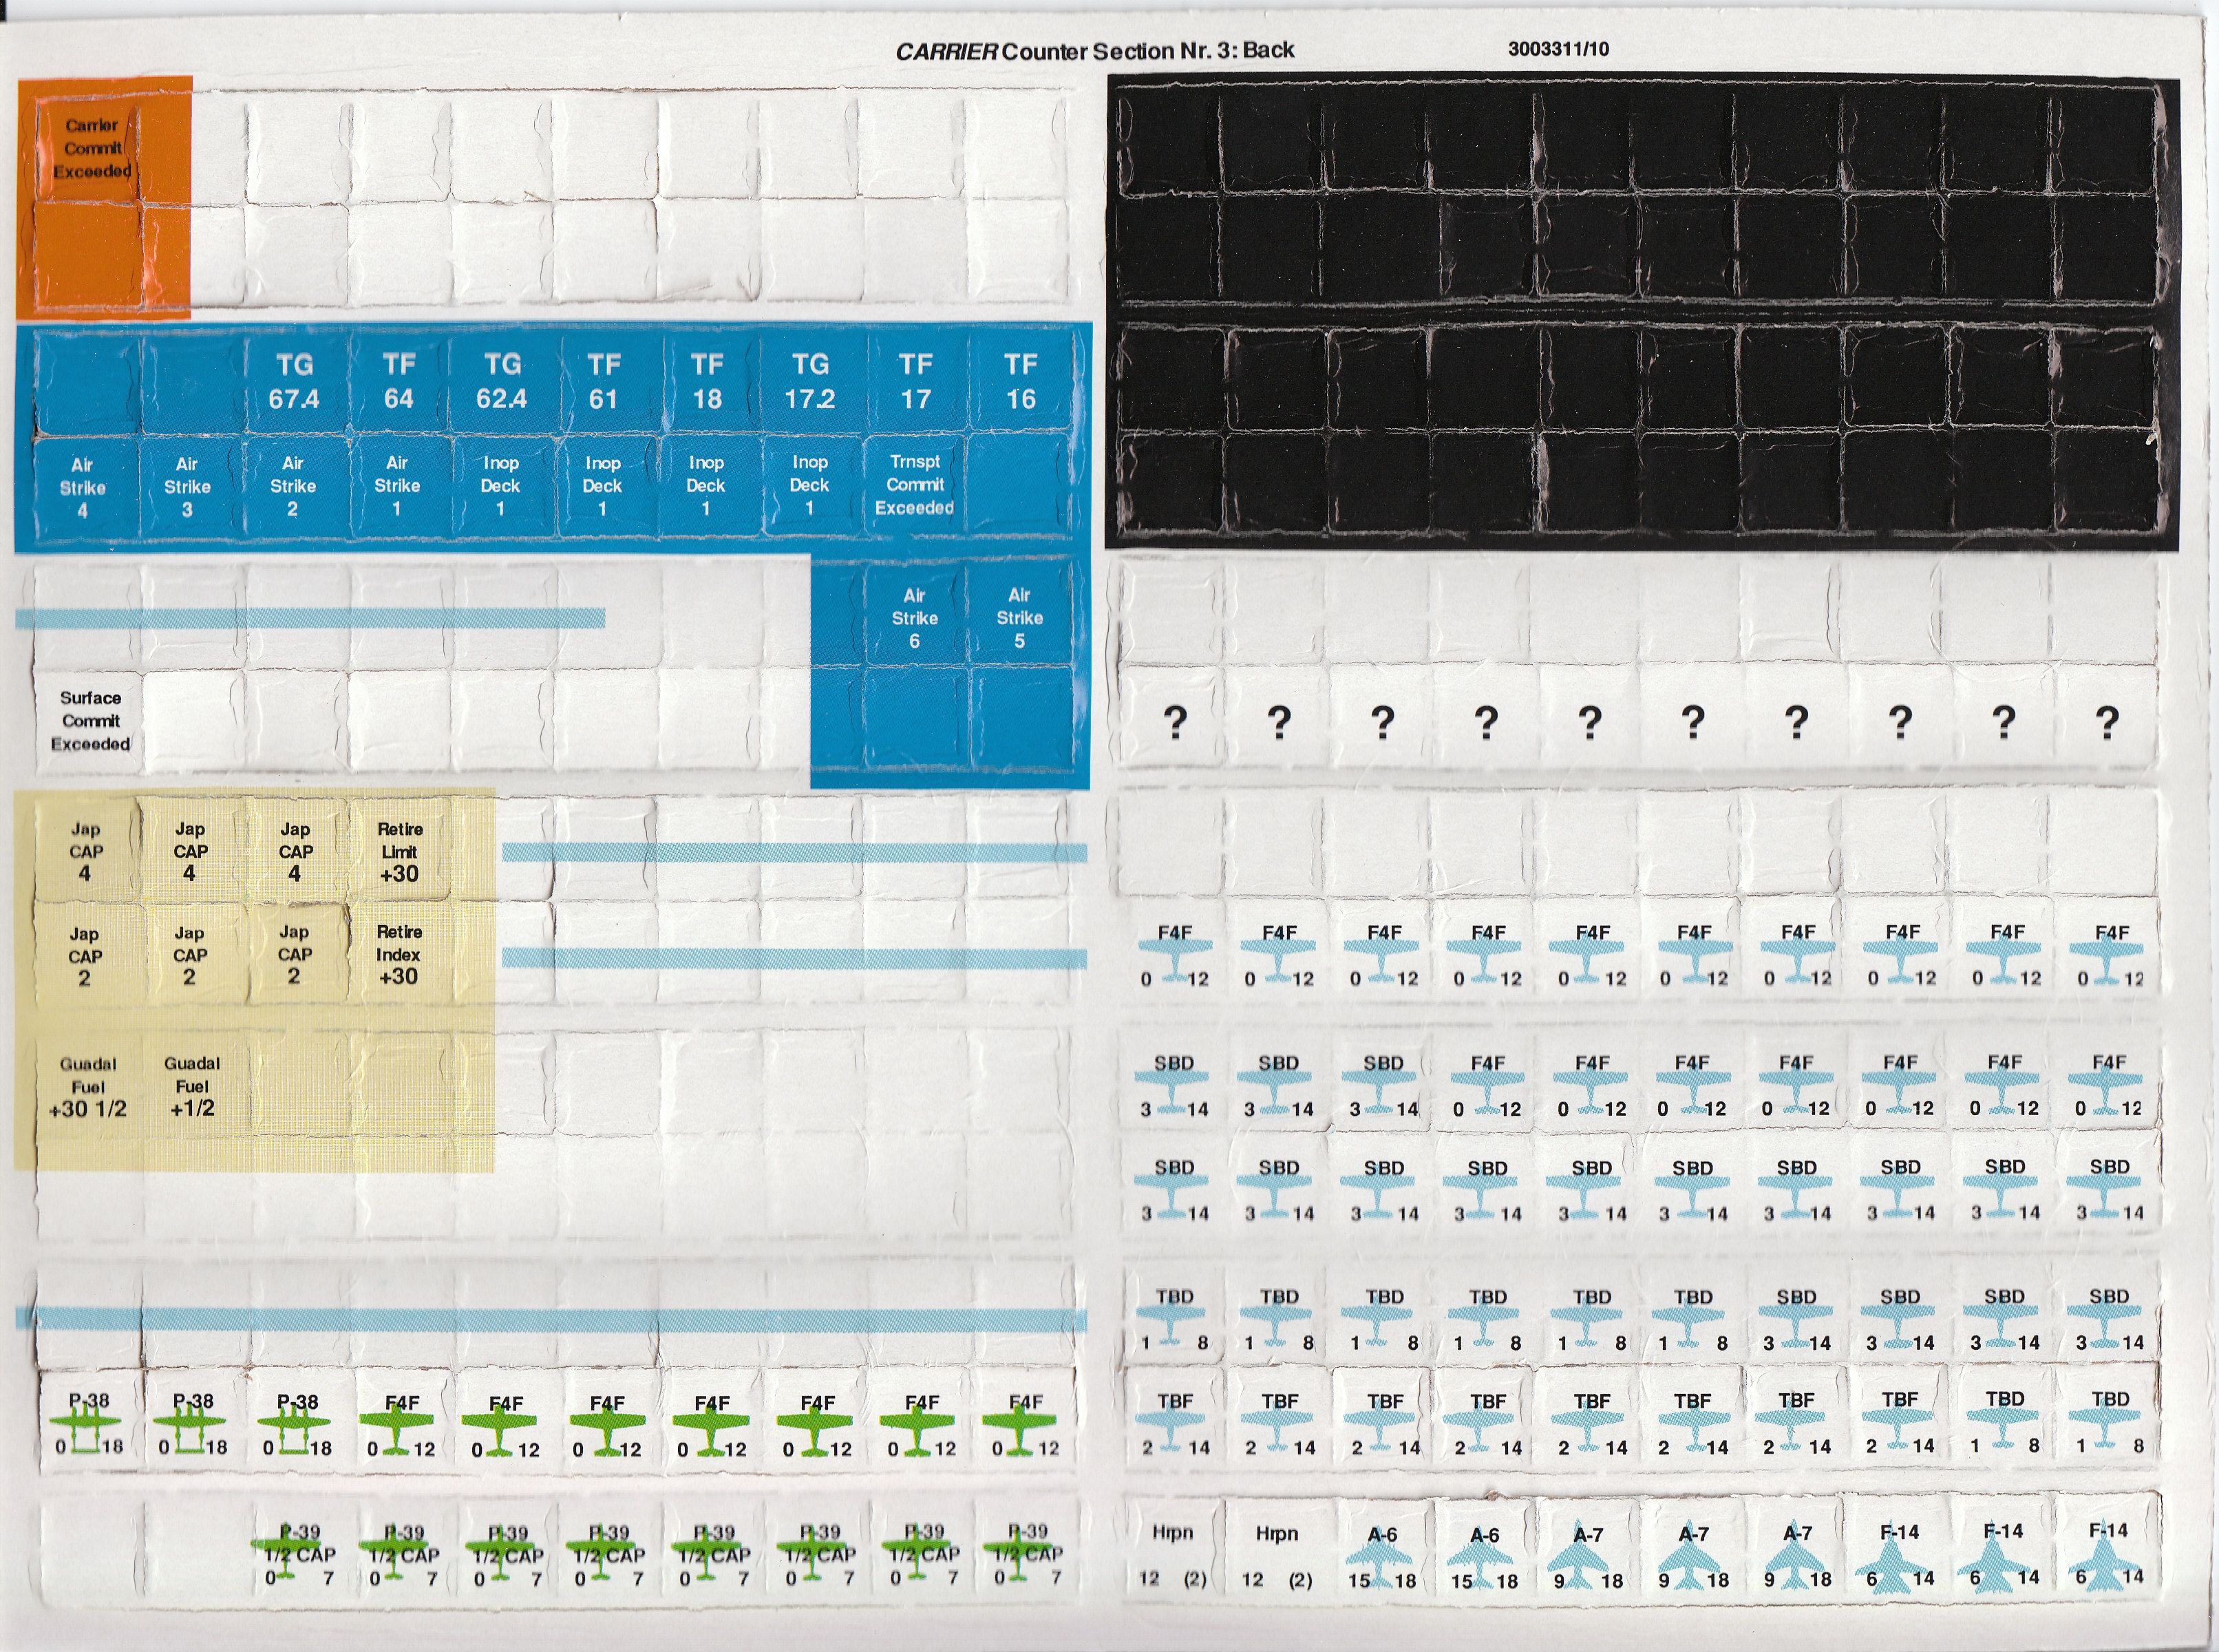 CARRIER Counter Section Nr. 3: Back 3003311/10
Carrier
Commit
Exceeded
TG TF TG TF TF TG TF TF
67.4 64 62.4 61 18 17.2 17 16
Air Air Air Air Inop Inop Inop Inop Trnspt
Strike Strike Strike Strike Deck Deck Deck Deck Commit
4 3 2 1 1 1 1 1 Exceeded
Air Air
Strike Strike
6 5
Surface
Commit
Exceeded
? ? ? ? ? ? ? ? ? ?
Jap Jap Jap Retire
CAP CAP CAP Limit
4 4 4 +30
Jap Jap Jap Retire
CAP CAP CAP Index
2 2 2 +30
F4F F4F F4F F4F F4F F4F F4F F4F F4F F4F
0 12 0 12 0 12 0 12 0 12 0 12 0 12 0 12 0 12 0 12
Guadal Guadal
Fuel Fuel
+30 1/2 +1/2
SBD SBD SBD F4F F4F F4F F4F F4F F4F F4F
3 14 3 14 3 14 0 12 0 12 0 12 0 12 0 12 0 12 0 12
SBD SBD SBD SBD SBD SBD SBD SBD SBD SBD
3 14 3 14 3 14 3 14 3 14 3 14 3 14 3 14 3 14 3 14
TBD TBD TBD TBD TBD TBD SBD SBD SBD SBD
1 8 1 8 1 8 1 8 1 8 1 8 3 14 3 14 3 14 3 14
P-38 P-38 P-38 F4F F4F F4F F4F F4F F4F F4F
0 18 0 18 0 18 0 12 0 12 0 12 0 12 0 12 0 12 0 12
TBF TBF TBF TBF TBF TBF TBF TBF TBD TBD
2 14 2 14 2 14 2 14 2 14 2 14 2 14 2 14 1 8 1 8
P-39 P-39 P-39 P-39 P-39 P-39 P-39 P-39
1/2 CAP 1/2 CAP 1/2 CAP 1/2 CAP 1/2 CAP 1/2 CAP 1/2 CAP 1/2 CAP
0 7 0 7 0 7 0 7 0 7 0 7 0 7 0 7
Hrpn Hrpn A-6 A-6 A-7 A-7 A-7 F-14 F-14 F-14
12 (2) 12 (2) 15 18 15 18 9 18 9 18 9 18 6 14 6 14 6 14